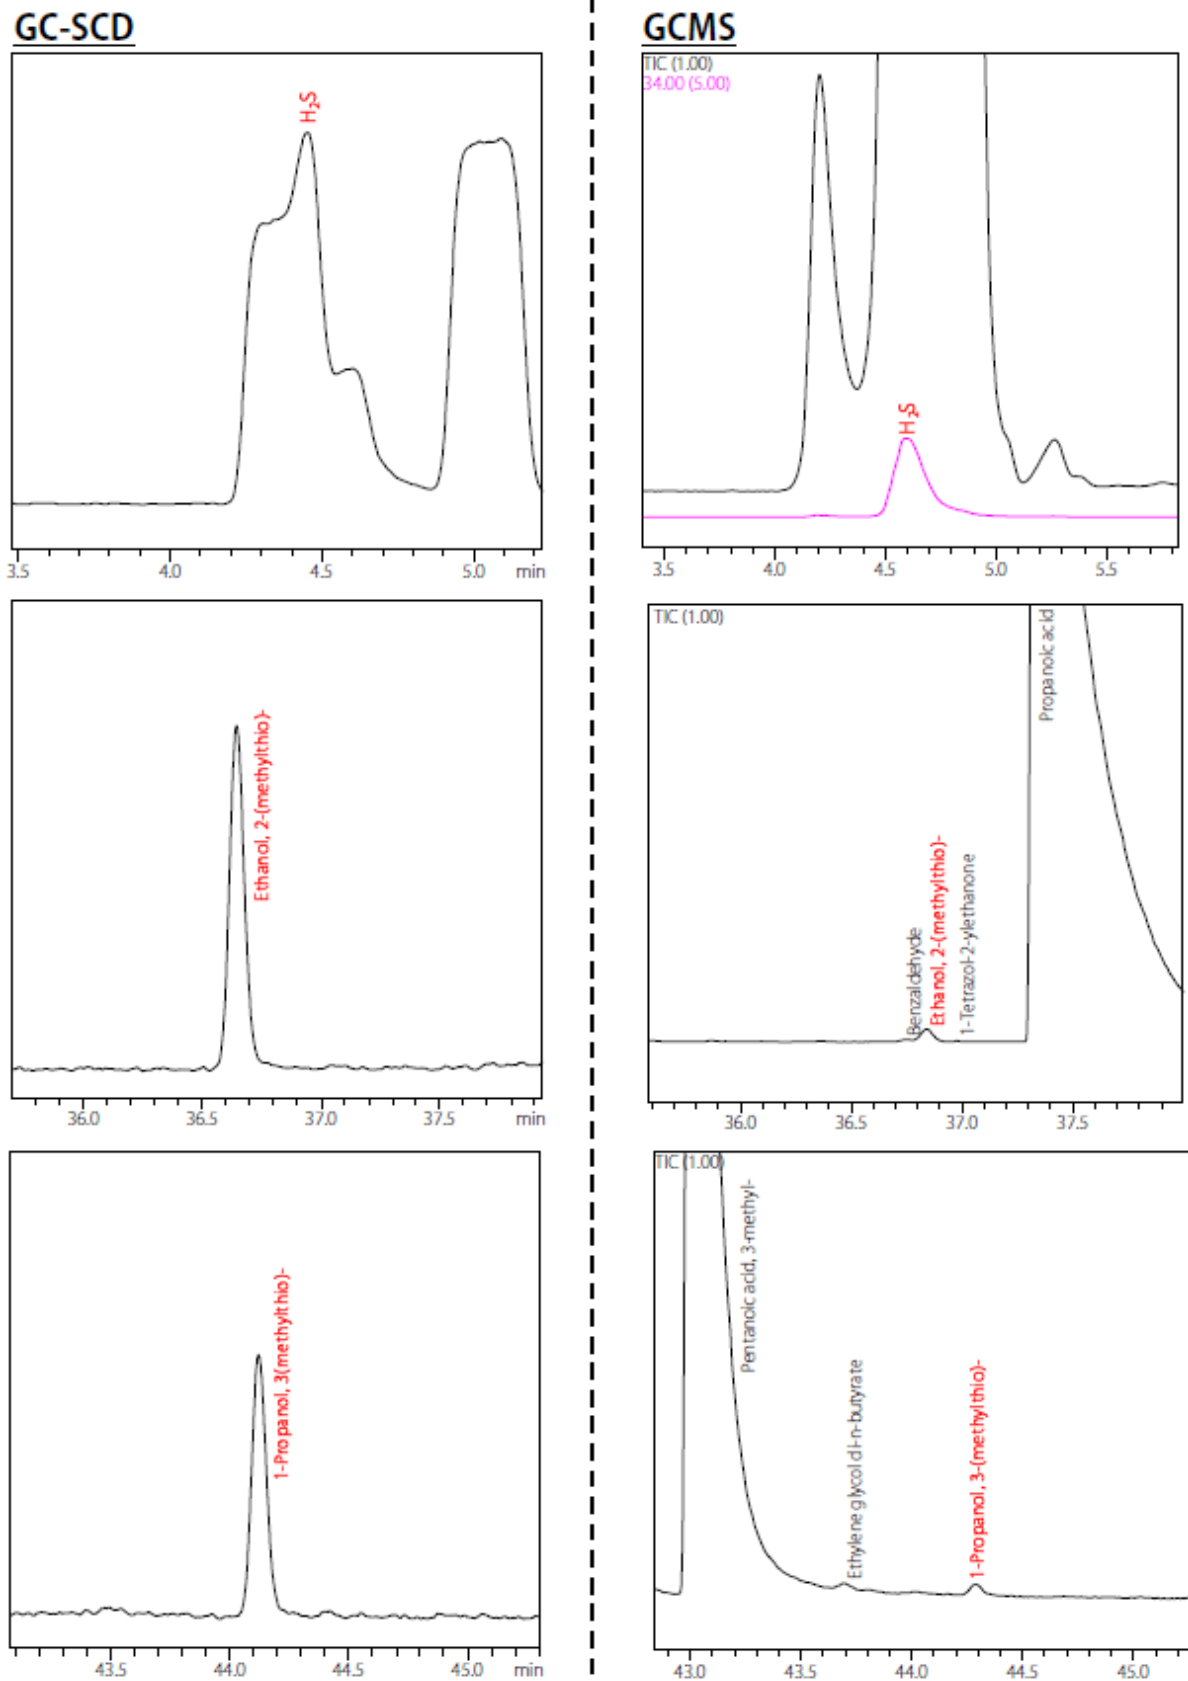 GC-SCD
H₂S
3.5 4.0 4.5 5.0 min
Ethanol, 2-(methylthio)-
36.0 36.5 37.0 37.5 min
1-Propanol, 3(methylthio)-
43.5 44.0 44.5 45.0 min
GCMS
TIC (1.00)
34.00 (5.00)
H₂S
3.5 4.0 4.5 5.0 5.5
TIC (1.00)
Benzaldehyde
Ethanol, 2-(methylthio)-
1-Tetrazol-2-ylethanone
Propanoic acid
36.0 36.5 37.0 37.5
TIC (1.00)
Pentanoic acid, 3-methyl-
Ethylene glycol di-n-butyrate
1-Propanol, 3-(methylthio)-
43.0 43.5 44.0 44.5 45.0